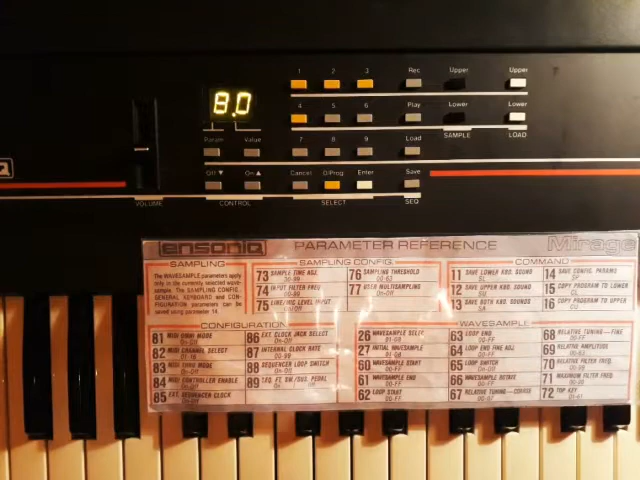 1 2 3 Rec Upper Upper
8.0
4 5 6 Play Lower Lower
SAMPLE LOAD
Param Value 7 8 9 Load
Off ▼ On ▲ Cancel 0/Prog Enter Save
VOLUME CONTROL SELECT SEQ
ensoniq PARAMETER REFERENCE Mirage
SAMPLING
The WAVESAMPLE parameters apply
only to the currently selected wave-
sample. The SAMPLING CONFIG.
GENERAL KEYBOARD and CON-
FIGURATION parameters can be
saved using parameter 14.
SAMPLING CONFIG.
73 SAMPLE TIME ADJ.
74 INPUT FILTER FREQ
75 LINE/MIC LEVEL INPUT
76 SAMPLING THRESHOLD
77 USER MULTISAMPLING
On-Off
COMMAND
11 SAVE LOWER KBD. SOUND
12 SAVE UPPER KBD. SOUND
13 SAVE BOTH KBD. SOUNDS
14 SAVE CONFIG. PARAMS
15 COPY PROGRAM TO LOWER
16 COPY PROGRAM TO UPPER
CONFIGURATION
81 MIDI OMNI MODE
82 MIDI CHANNEL SELECT
83 MIDI THRU MODE
84 MIDI CONTROLLER ENABLE
85 EXT. SEQUENCER CLOCK
86 EXT. CLOCK JACK SELECT
87 INTERNAL CLOCK RATE
88 SEQUENCER LOOP SWITCH
89 SEQ. FT. SW./SUS. PEDAL
WAVESAMPLE
26 WAVESAMPLE SELECT
27 INITIAL WAVESAMPLE
60 WAVESAMPLE START
61 WAVESAMPLE END
62 LOOP START
63 LOOP END
64 LOOP END FINE ADJ.
65 LOOP SWITCH
66 WAVESAMPLE OCTAVE
67 RELATIVE TUNING-COARSE
68 RELATIVE TUNING-FINE
69 RELATIVE AMPLITUDE
70 RELATIVE FILTER FREQ.
71 MAXIMUM FILTER FREQ.
72 TOP KEY